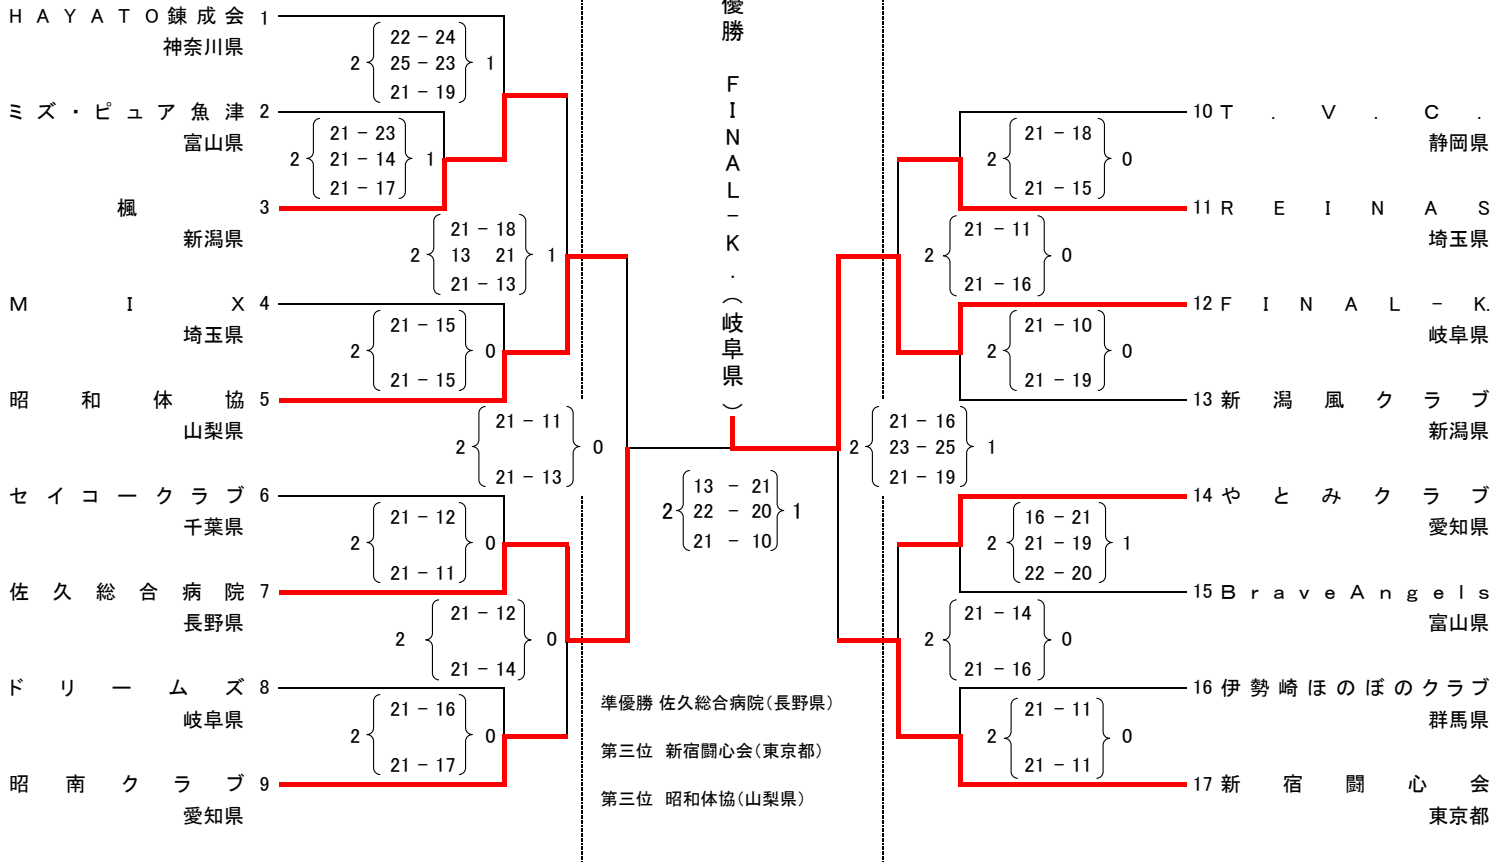 HAYATO錬成会 1
神奈川県
22 - 24
2 25 - 23 1
21 - 19
ミズ・ピュア魚津 2
富山県
21 - 23
2 21 - 14 1
21 - 17
楓 3
新潟県
21 - 18
2 13 21 1
21 - 13
MIX 4
埼玉県
21 - 15
2 0
21 - 15
昭和体協 5
山梨県
21 - 11
2 0
21 - 13
セイコークラブ 6
千葉県
21 - 12
2 0
21 - 11
佐久総合病院 7
長野県
21 - 12
2 0
21 - 14
ドリームズ 8
岐阜県
21 - 16
2 0
21 - 17
昭南クラブ 9
愛知県
優勝 FINAL-K.(岐阜県)
13 - 21
2 22 - 20 1
21 - 10
準優勝 佐久総合病院(長野県)
第三位 新宿闘心会(東京都)
第三位 昭和体協(山梨県)
10 T.V.C.
静岡県
21 - 18
2 0
21 - 15
11 REINAS
埼玉県
21 - 11
2 0
21 - 16
12 FINAL-K.
岐阜県
21 - 10
2 0
21 - 19
13 新潟風クラブ
新潟県
21 - 16
2 23 - 25 1
21 - 19
14 やとみクラブ
愛知県
16 - 21
2 21 - 19 1
22 - 20
15 BraveAngels
富山県
21 - 14
2 0
21 - 16
16 伊勢崎ほのぼのクラブ
群馬県
21 - 11
2 0
21 - 11
17 新宿闘心会
東京都